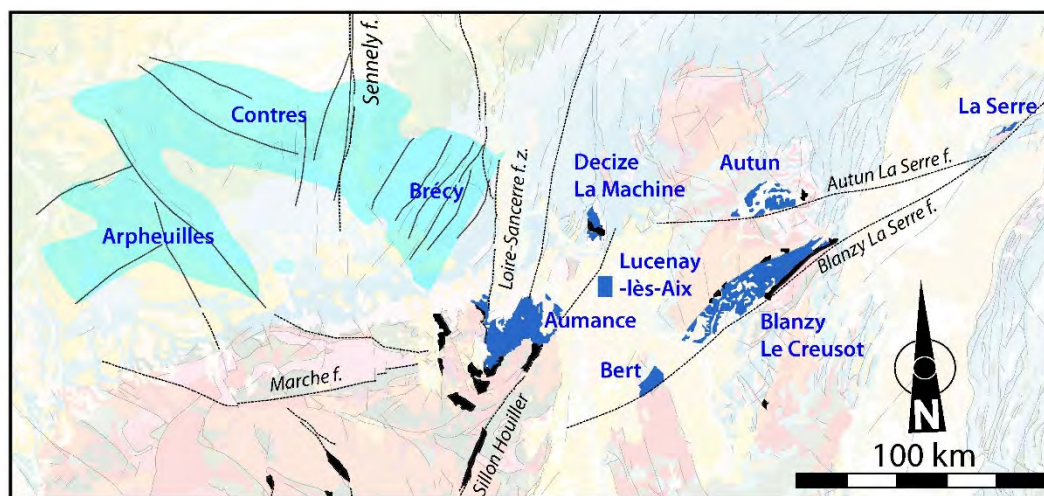 Sennely f.
Contres
La Serre
Decize
La Machine
Autun
Autun La Serre f.
Brécy
Arpheuilles
Loire-Sancerre f. z.
Lucenay
-lès-Aix
Blanzy La Serre f.
Aumance
Blanzy
Le Creusot
Bert
Marche f.
Sillon Houiller
N
100 km